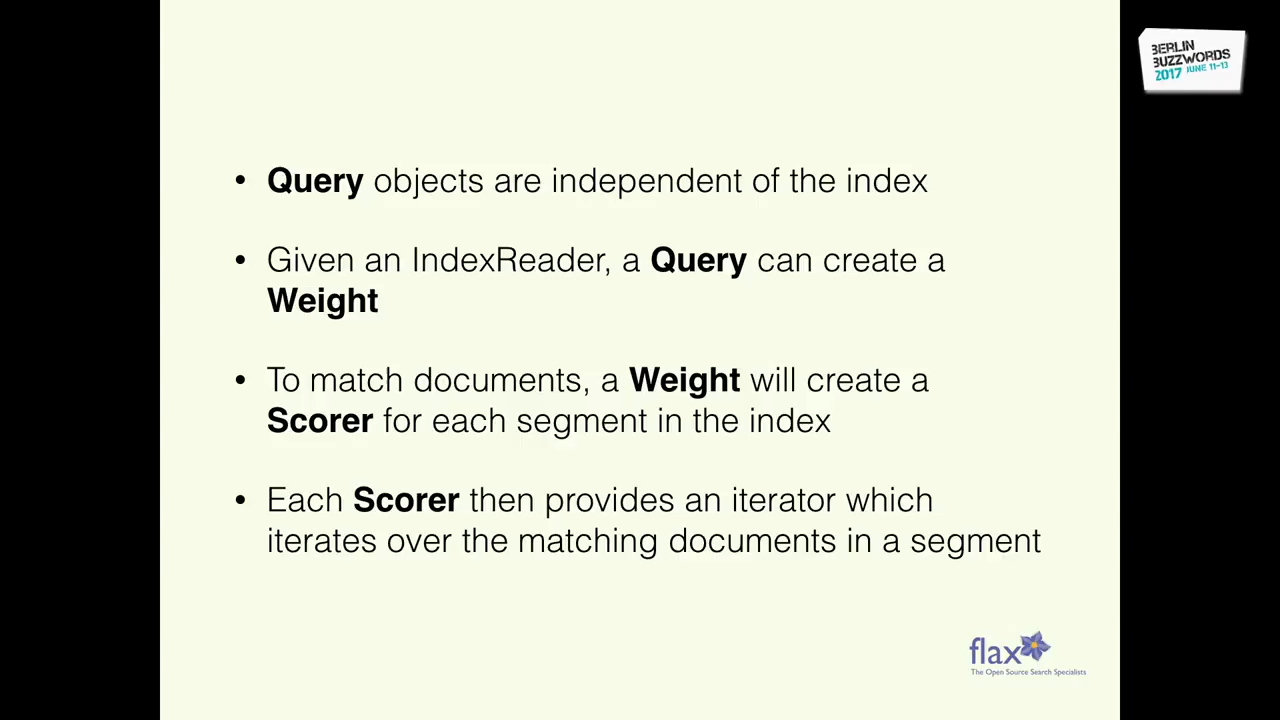 BERLIN
BUZZWORDS
2017 JUNE 11-13
• Query objects are independent of the index
• Given an IndexReader, a Query can create a
Weight
• To match documents, a Weight will create a
Scorer for each segment in the index
• Each Scorer then provides an iterator which
iterates over the matching documents in a segment
flax
The Open Source Search Specialists